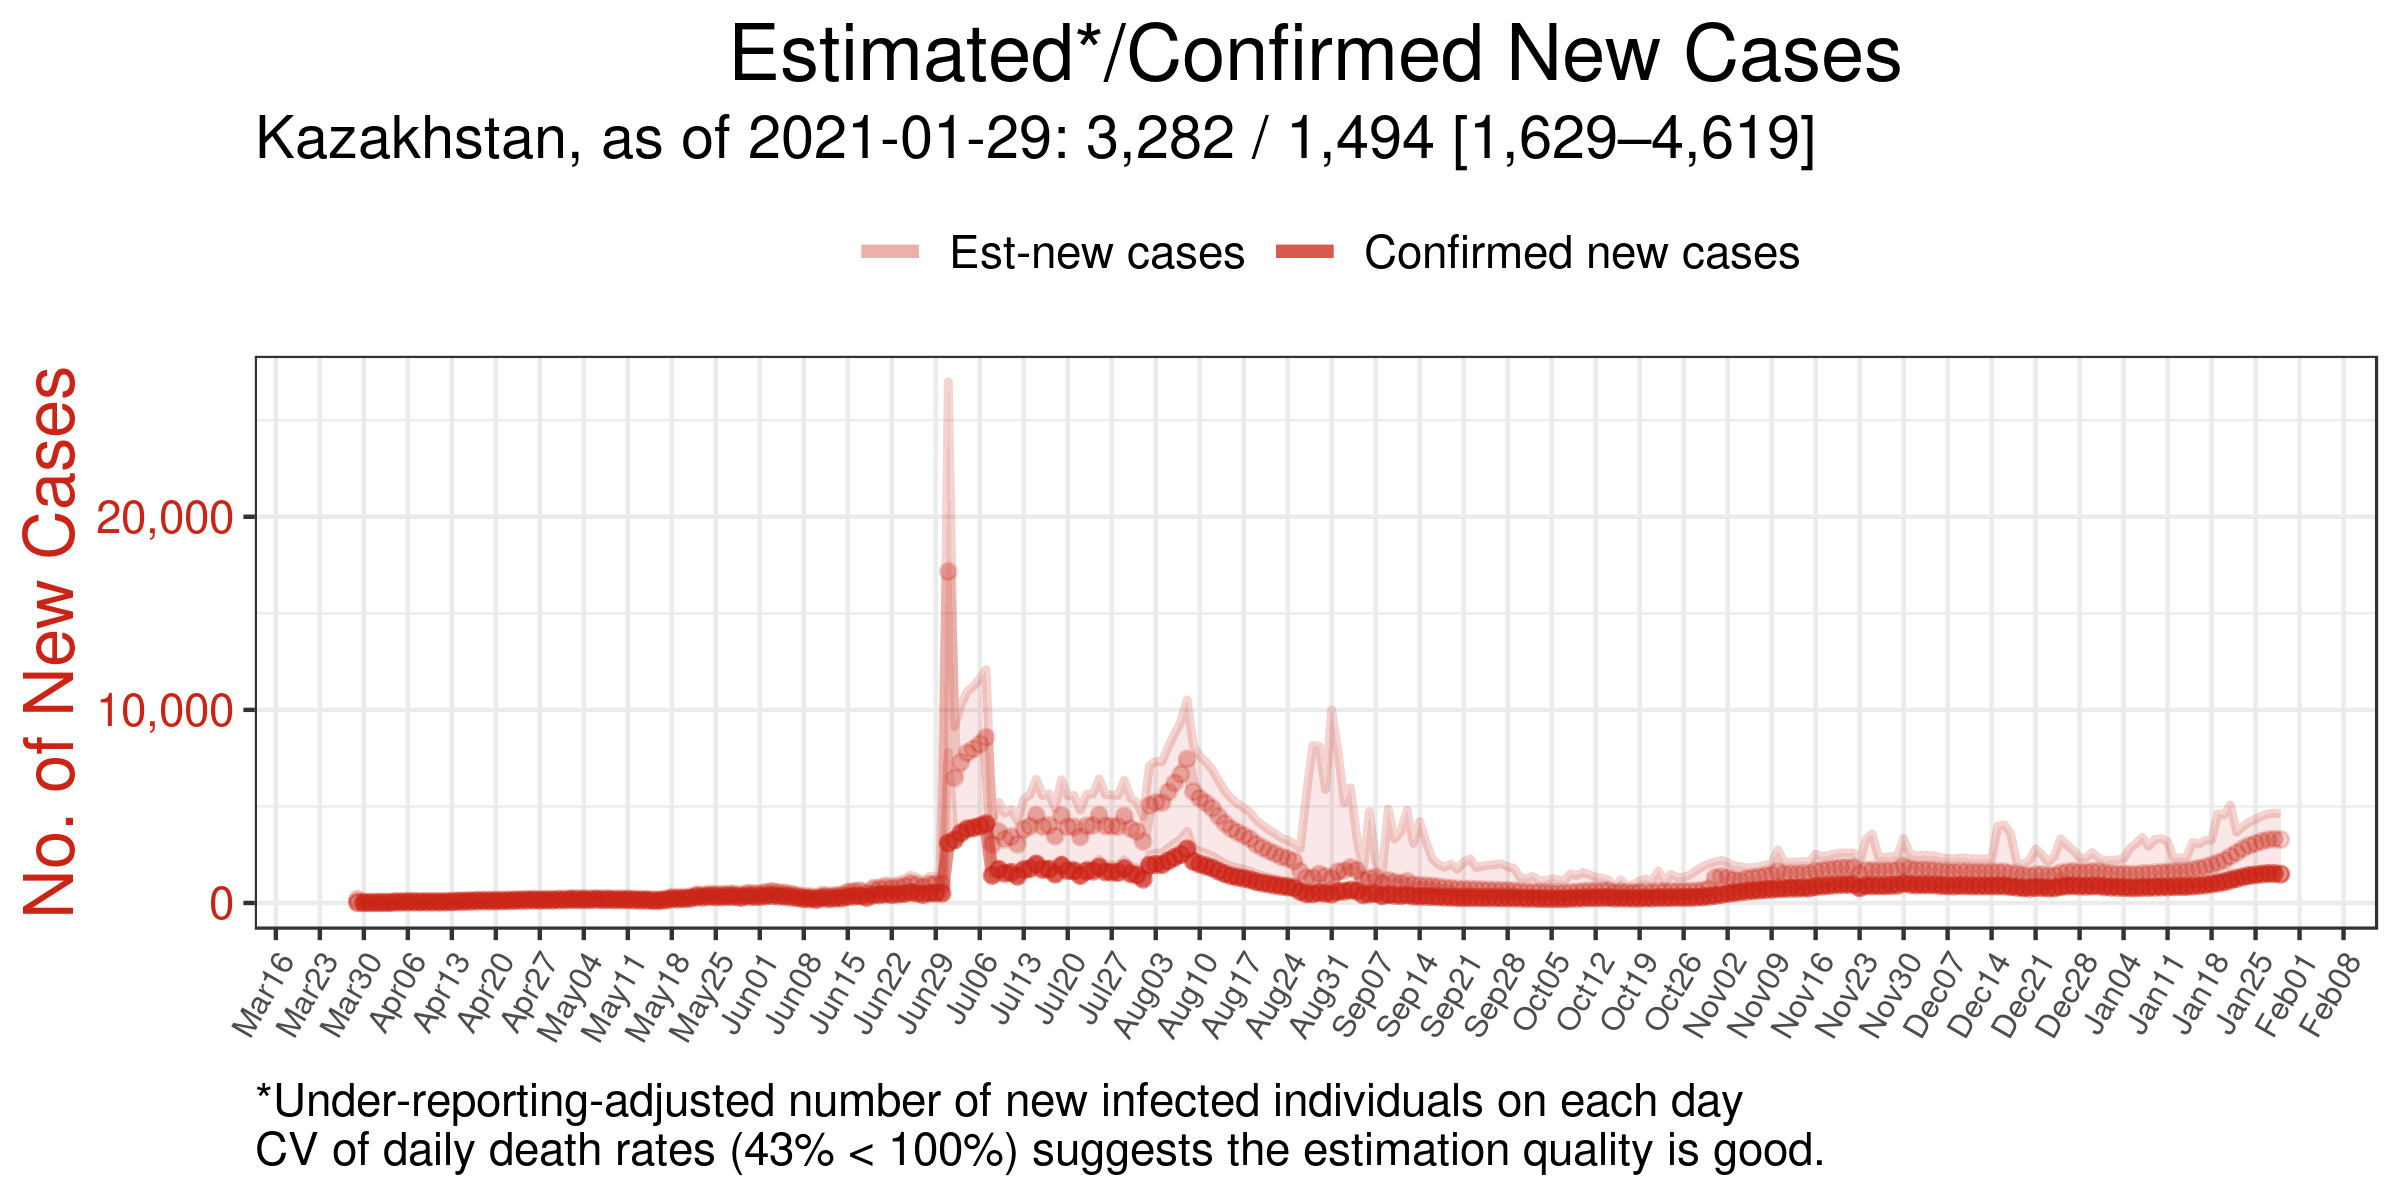 Estimated*/Confirmed New Cases
Kazakhstan, as of 2021-01-29: 3,282 / 1,494 [1,629–4,619]
Est-new cases Confirmed new cases
No. of New Cases
20,000
10,000
0
Mar16 Mar23 Mar30 Apr06 Apr13 Apr20 Apr27 May04 May11 May18 May25 Jun01 Jun08 Jun15 Jun22 Jun29 Jul06 Jul13 Jul20 Jul27 Aug03 Aug10 Aug17 Aug24 Aug31 Sep07 Sep14 Sep21 Sep28 Oct05 Oct12 Oct19 Oct26 Nov02 Nov09 Nov16 Nov23 Nov30 Dec07 Dec14 Dec21 Dec28 Jan04 Jan11 Jan18 Jan25 Feb01 Feb08
*Under-reporting-adjusted number of new infected individuals on each day
CV of daily death rates (43% < 100%) suggests the estimation quality is good.